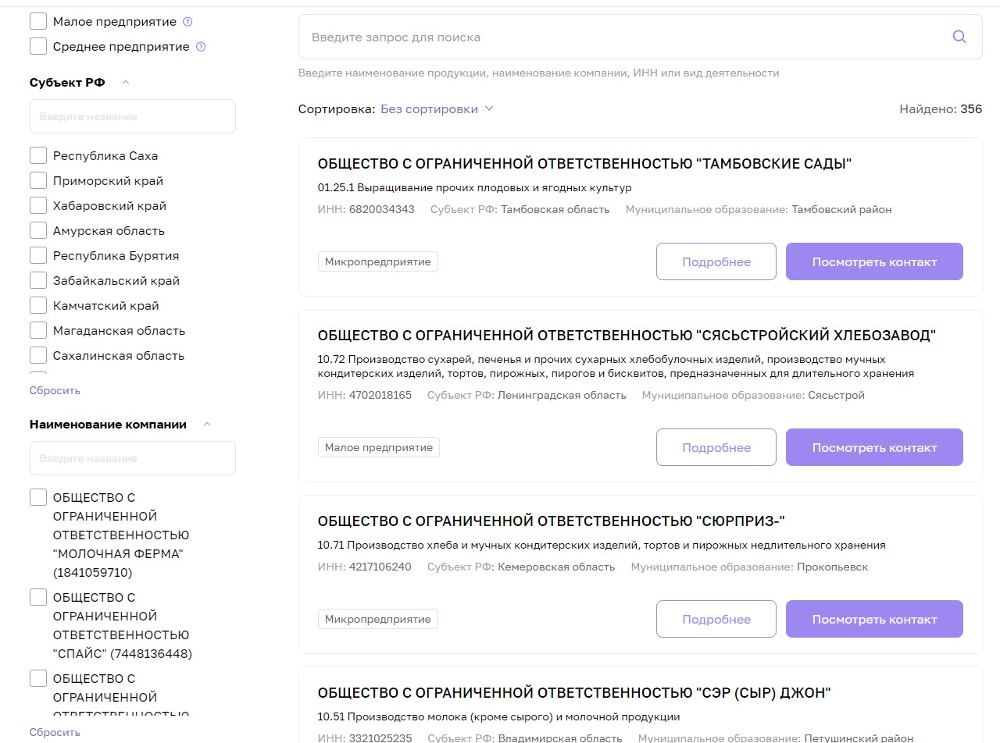 Малое предприятие
Среднее предприятие
Субъект РФ
Введите название
Республика Саха
Приморский край
Хабаровский край
Амурская область
Республика Бурятия
Забайкальский край
Камчатский край
Магаданская область
Сахалинская область
Сбросить
Наименование компании
Введите название
ОБЩЕСТВО С
ОГРАНИЧЕННОЙ
ОТВЕТСТВЕННОСТЬЮ
"МОЛОЧНАЯ ФЕРМА"
(1841059710)
ОБЩЕСТВО С
ОГРАНИЧЕННОЙ
ОТВЕТСТВЕННОСТЬЮ
"СПАЙС" (7448136448)
ОБЩЕСТВО С
ОГРАНИЧЕННОЙ
ОТВЕТСТВЕННОСТЬЮ
Сбросить
Введите запрос для поиска
Введите наименование продукции, наименование компании, ИНН или вид деятельности
Сортировка: Без сортировки
Найдено: 356
ОБЩЕСТВО С ОГРАНИЧЕННОЙ ОТВЕТСТВЕННОСТЬЮ "ТАМБОВСКИЕ САДЫ"
01.25.1 Выращивание прочих плодовых и ягодных культур
ИНН: 6820034343 Субъект РФ: Тамбовская область Муниципальное образование: Тамбовский район
Микропредприятие
Подробнее
Посмотреть контакт
ОБЩЕСТВО С ОГРАНИЧЕННОЙ ОТВЕТСТВЕННОСТЬЮ "СЯСЬСТРОЙСКИЙ ХЛЕБОЗАВОД"
10.72 Производство сухарей, печенья и прочих сухарных хлебобулочных изделий, производство мучных
кондитерских изделий, тортов, пирожных, пирогов и бисквитов, предназначенных для длительного хранения
ИНН: 4702018165 Субъект РФ: Ленинградская область Муниципальное образование: Сясьстрой
Малое предприятие
Подробнее
Посмотреть контакт
ОБЩЕСТВО С ОГРАНИЧЕННОЙ ОТВЕТСТВЕННОСТЬЮ "СЮРПРИЗ-"
10.71 Производство хлеба и мучных кондитерских изделий, тортов и пирожных недлительного хранения
ИНН: 4217106240 Субъект РФ: Кемеровская область Муниципальное образование: Прокопьевск
Микропредприятие
Подробнее
Посмотреть контакт
ОБЩЕСТВО С ОГРАНИЧЕННОЙ ОТВЕТСТВЕННОСТЬЮ "СЭР (СЫР) ДЖОН"
10.51 Производство молока (кроме сырого) и молочной продукции
ИНН: 3321025235 Субъект РФ: Владимирская область Муниципальное образование: Петушинский район